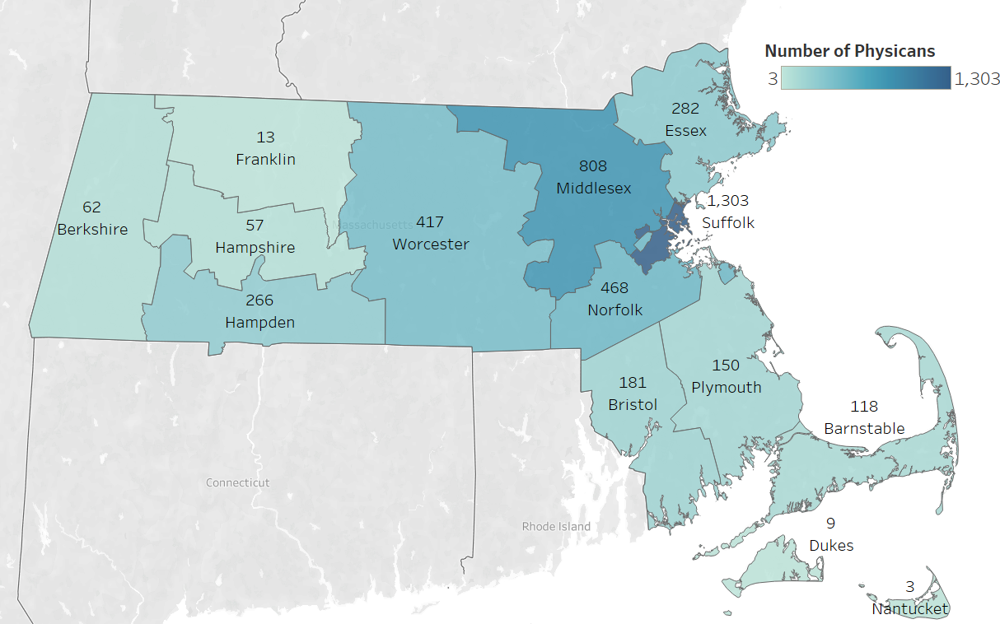 Number of Physicans
3
1,303
282
Essex
13
Franklin
808
Middlesex
1,303
Suffolk
62
Berkshire
57
Hampshire
Massachusetts
417
Worcester
266
Hampden
468
Norfolk
181
Bristol
150
Plymouth
118
Barnstable
Connecticut
Rhode Island
9
Dukes
3
Nantucket